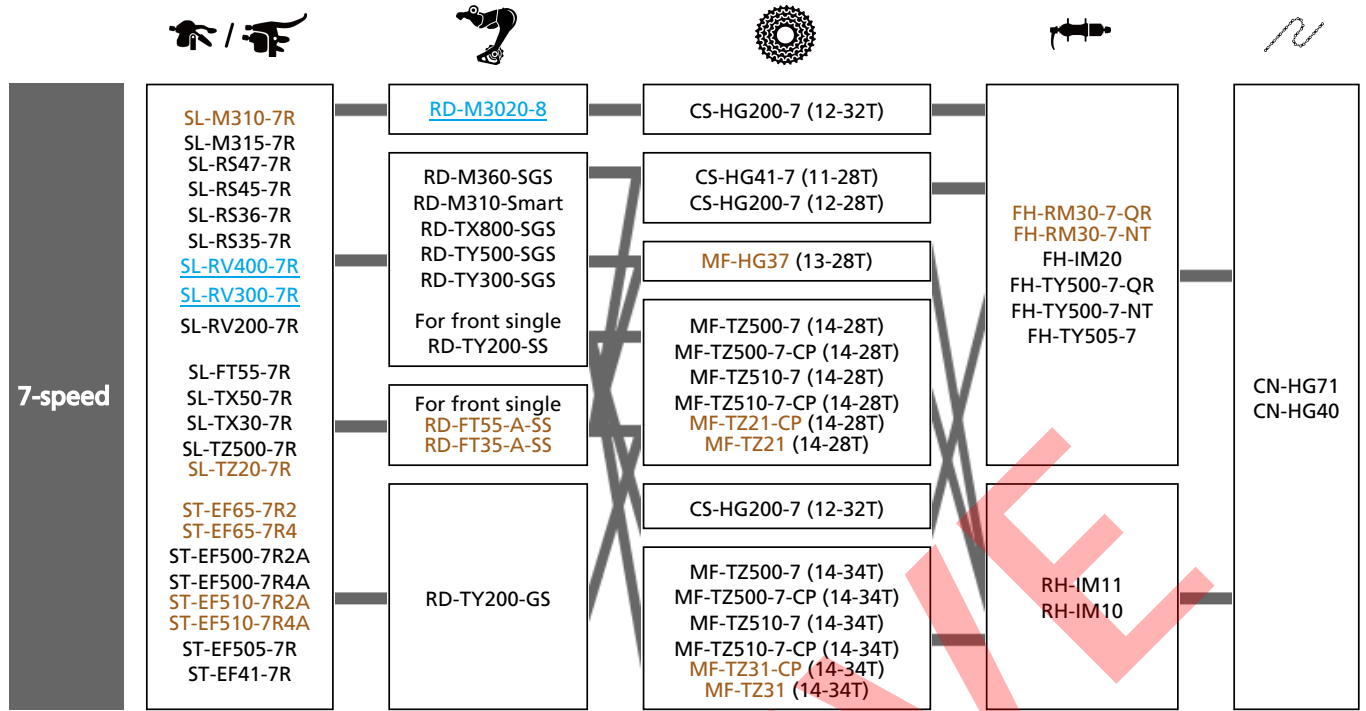 7-speed
SL-M310-7R
SL-M315-7R
SL-RS47-7R
SL-RS45-7R
SL-RS36-7R
SL-RS35-7R
SL-RV400-7R
SL-RV300-7R
SL-RV200-7R
SL-FT55-7R
SL-TX50-7R
SL-TX30-7R
SL-TZ500-7R
SL-TZ20-7R
ST-EF65-7R2
ST-EF65-7R4
ST-EF500-7R2A
ST-EF500-7R4A
ST-EF510-7R2A
ST-EF510-7R4A
ST-EF505-7R
ST-EF41-7R
RD-M3020-8
RD-M360-SGS
RD-M310-Smart
RD-TX800-SGS
RD-TY500-SGS
RD-TY300-SGS
For front single
RD-TY200-SS
For front single
RD-FT55-A-SS
RD-FT35-A-SS
RD-TY200-GS
CS-HG200-7 (12-32T)
CS-HG41-7 (11-28T)
CS-HG200-7 (12-28T)
MF-HG37 (13-28T)
MF-TZ500-7 (14-28T)
MF-TZ500-7-CP (14-28T)
MF-TZ510-7 (14-28T)
MF-TZ510-7-CP (14-28T)
MF-TZ21-CP (14-28T)
MF-TZ21 (14-28T)
CS-HG200-7 (12-32T)
MF-TZ500-7 (14-34T)
MF-TZ500-7-CP (14-34T)
MF-TZ510-7 (14-34T)
MF-TZ510-7-CP (14-34T)
MF-TZ31-CP (14-34T)
MF-TZ31 (14-34T)
FH-RM30-7-QR
FH-RM30-7-NT
FH-IM20
FH-TY500-7-QR
FH-TY500-7-NT
FH-TY505-7
RH-IM11
RH-IM10
CN-HG71
CN-HG40
VE